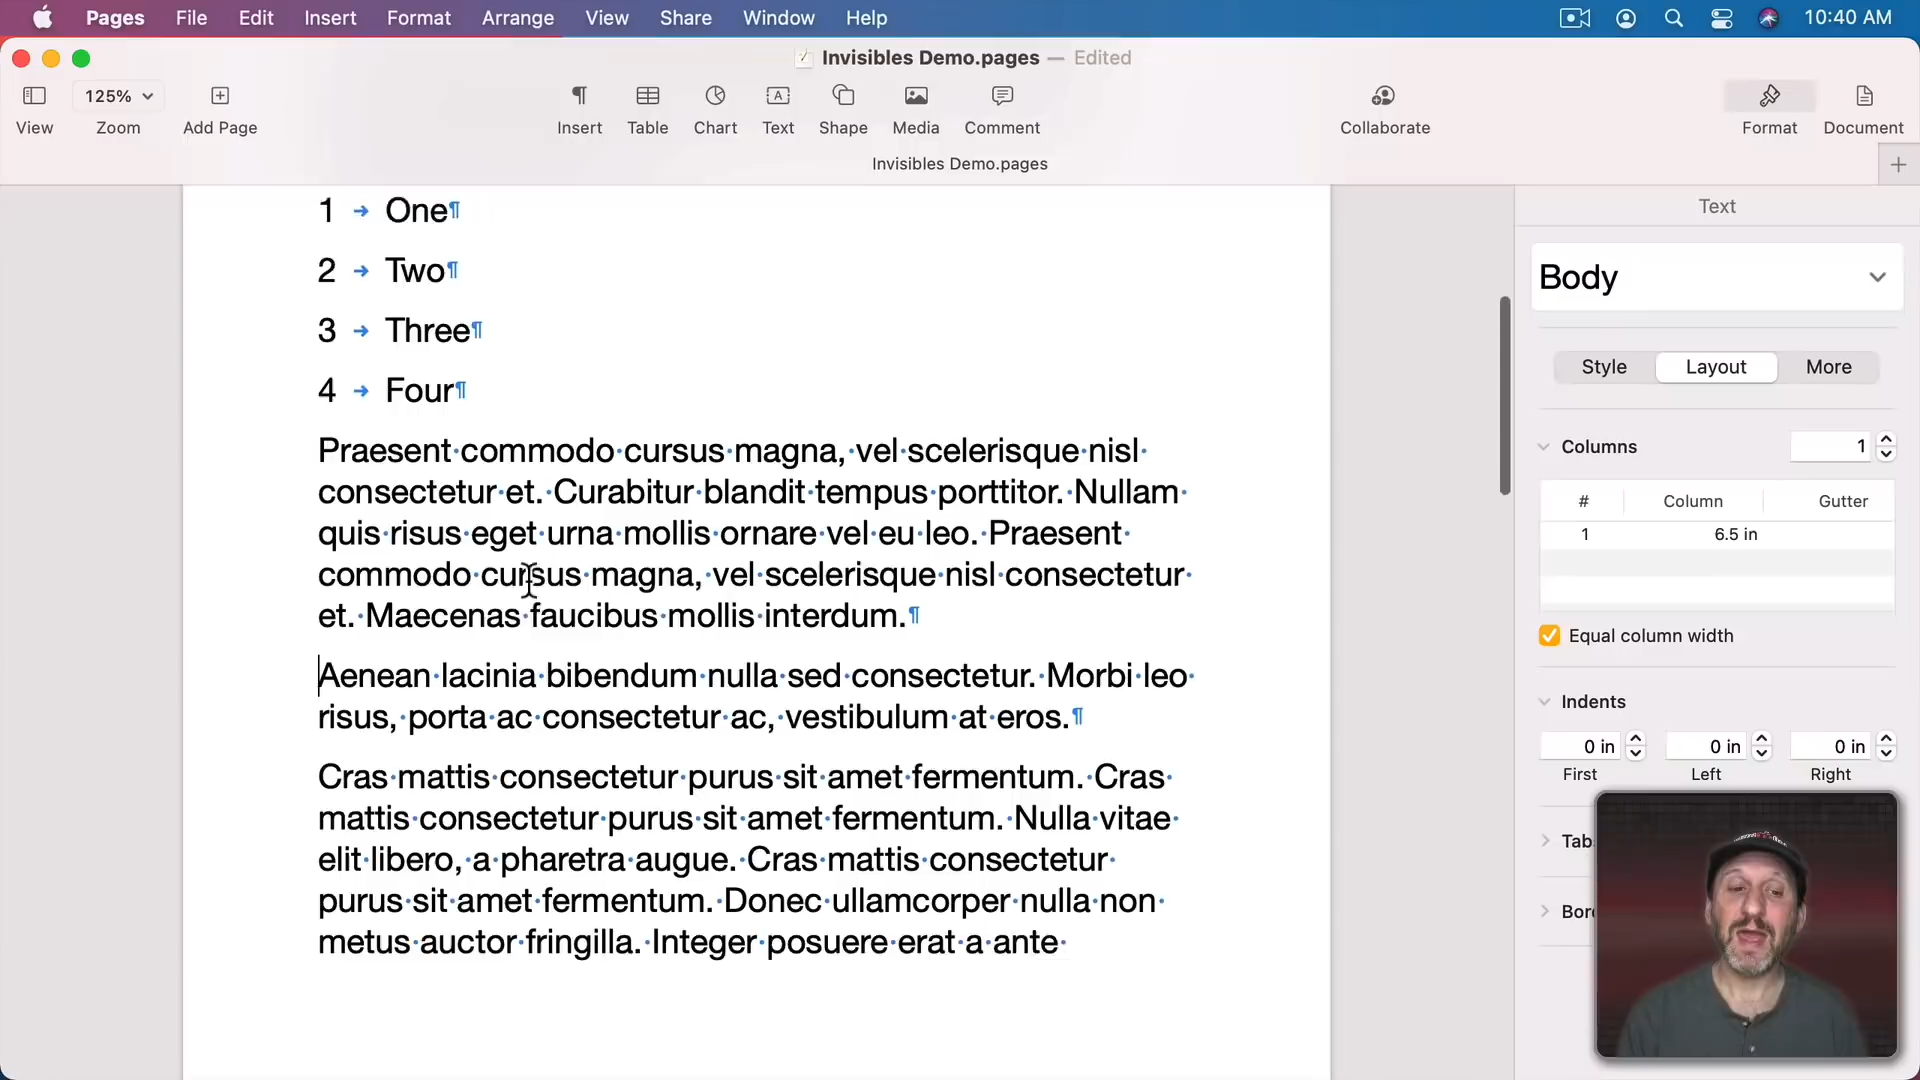 Pages File Edit Insert Format Arrange View Share Window Help 10:40 AM
Invisibles Demo.pages — Edited
125%
View Zoom Add Page Insert Table Chart Text Shape Media Comment Collaborate Format Document
Invisibles Demo.pages
1 → One¶
2 → Two¶
3 → Three¶
4 → Four¶
Praesent·commodo·cursus·magna,·vel·scelerisque·nisl·
consectetur·et.·Curabitur·blandit·tempus·porttitor.·Nullam·
quis·risus·eget·urna·mollis·ornare·vel·eu·leo.·Praesent·
commodo·cursus·magna,·vel·scelerisque·nisl·consectetur·
et.·Maecenas·faucibus·mollis·interdum.¶
Aenean·lacinia·bibendum·nulla·sed·consectetur.·Morbi·leo·
risus,·porta·ac·consectetur·ac,·vestibulum·at·eros.¶
Cras·mattis·consectetur·purus·sit·amet·fermentum.·Cras·
mattis·consectetur·purus·sit·amet·fermentum.·Nulla·vitae·
elit·libero,·a·pharetra·augue.·Cras·mattis·consectetur·
purus·sit·amet·fermentum.·Donec·ullamcorper·nulla·non·
metus·auctor·fringilla.·Integer·posuere·erat·a·ante·
Text
Body
Style Layout More
Columns 1
# Column Gutter
1 6.5 in
Equal column width
Indents
0 in 0 in 0 in
First Left Right
Tab
Bor